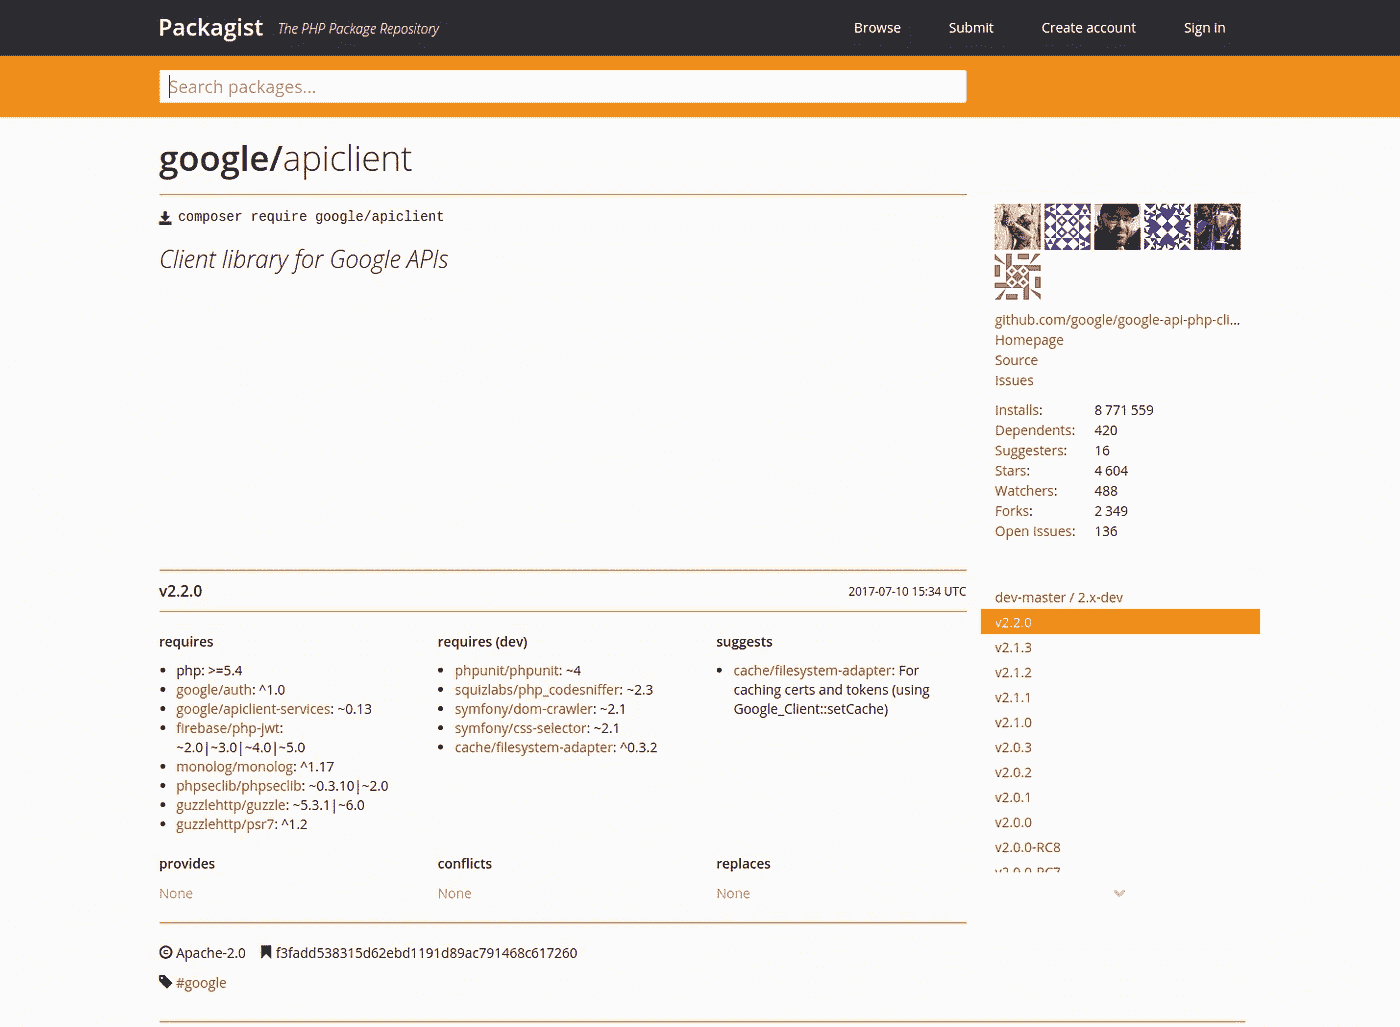 Packagist The PHP Package Repository Browse Submit Create account Sign in
Search packages...
google/apiclient
composer require google/apiclient
Client library for Google APIs
github.com/google/google-api-php-cli...
Homepage
Source
Issues
Installs: 8 771 559
Dependents: 420
Suggesters: 16
Stars: 4 604
Watchers: 488
Forks: 2 349
Open Issues: 136
v2.2.0 2017-07-10 15:34 UTC
requires
php: >=5.4
google/auth: ^1.0
google/apiclient-services: ~0.13
firebase/php-jwt:
~2.0|~3.0|~4.0|~5.0
monolog/monolog: ^1.17
phpseclib/phpseclib: ~0.3.10|~2.0
guzzlehttp/guzzle: ~5.3.1|~6.0
guzzlehttp/psr7: ^1.2
requires (dev)
phpunit/phpunit: ~4
squizlabs/php_codesniffer: ~2.3
symfony/dom-crawler: ~2.1
symfony/css-selector: ~2.1
cache/filesystem-adapter: ^0.3.2
suggests
cache/filesystem-adapter: For
caching certs and tokens (using
Google_Client::setCache)
provides
None
conflicts
None
replaces
None
dev-master / 2.x-dev
v2.2.0
v2.1.3
v2.1.2
v2.1.1
v2.1.0
v2.0.3
v2.0.2
v2.0.1
v2.0.0
v2.0.0-RC8
v2.0.0-RC7
Apache-2.0 f3fadd538315d62ebd1191d89ac791468c617260
#google